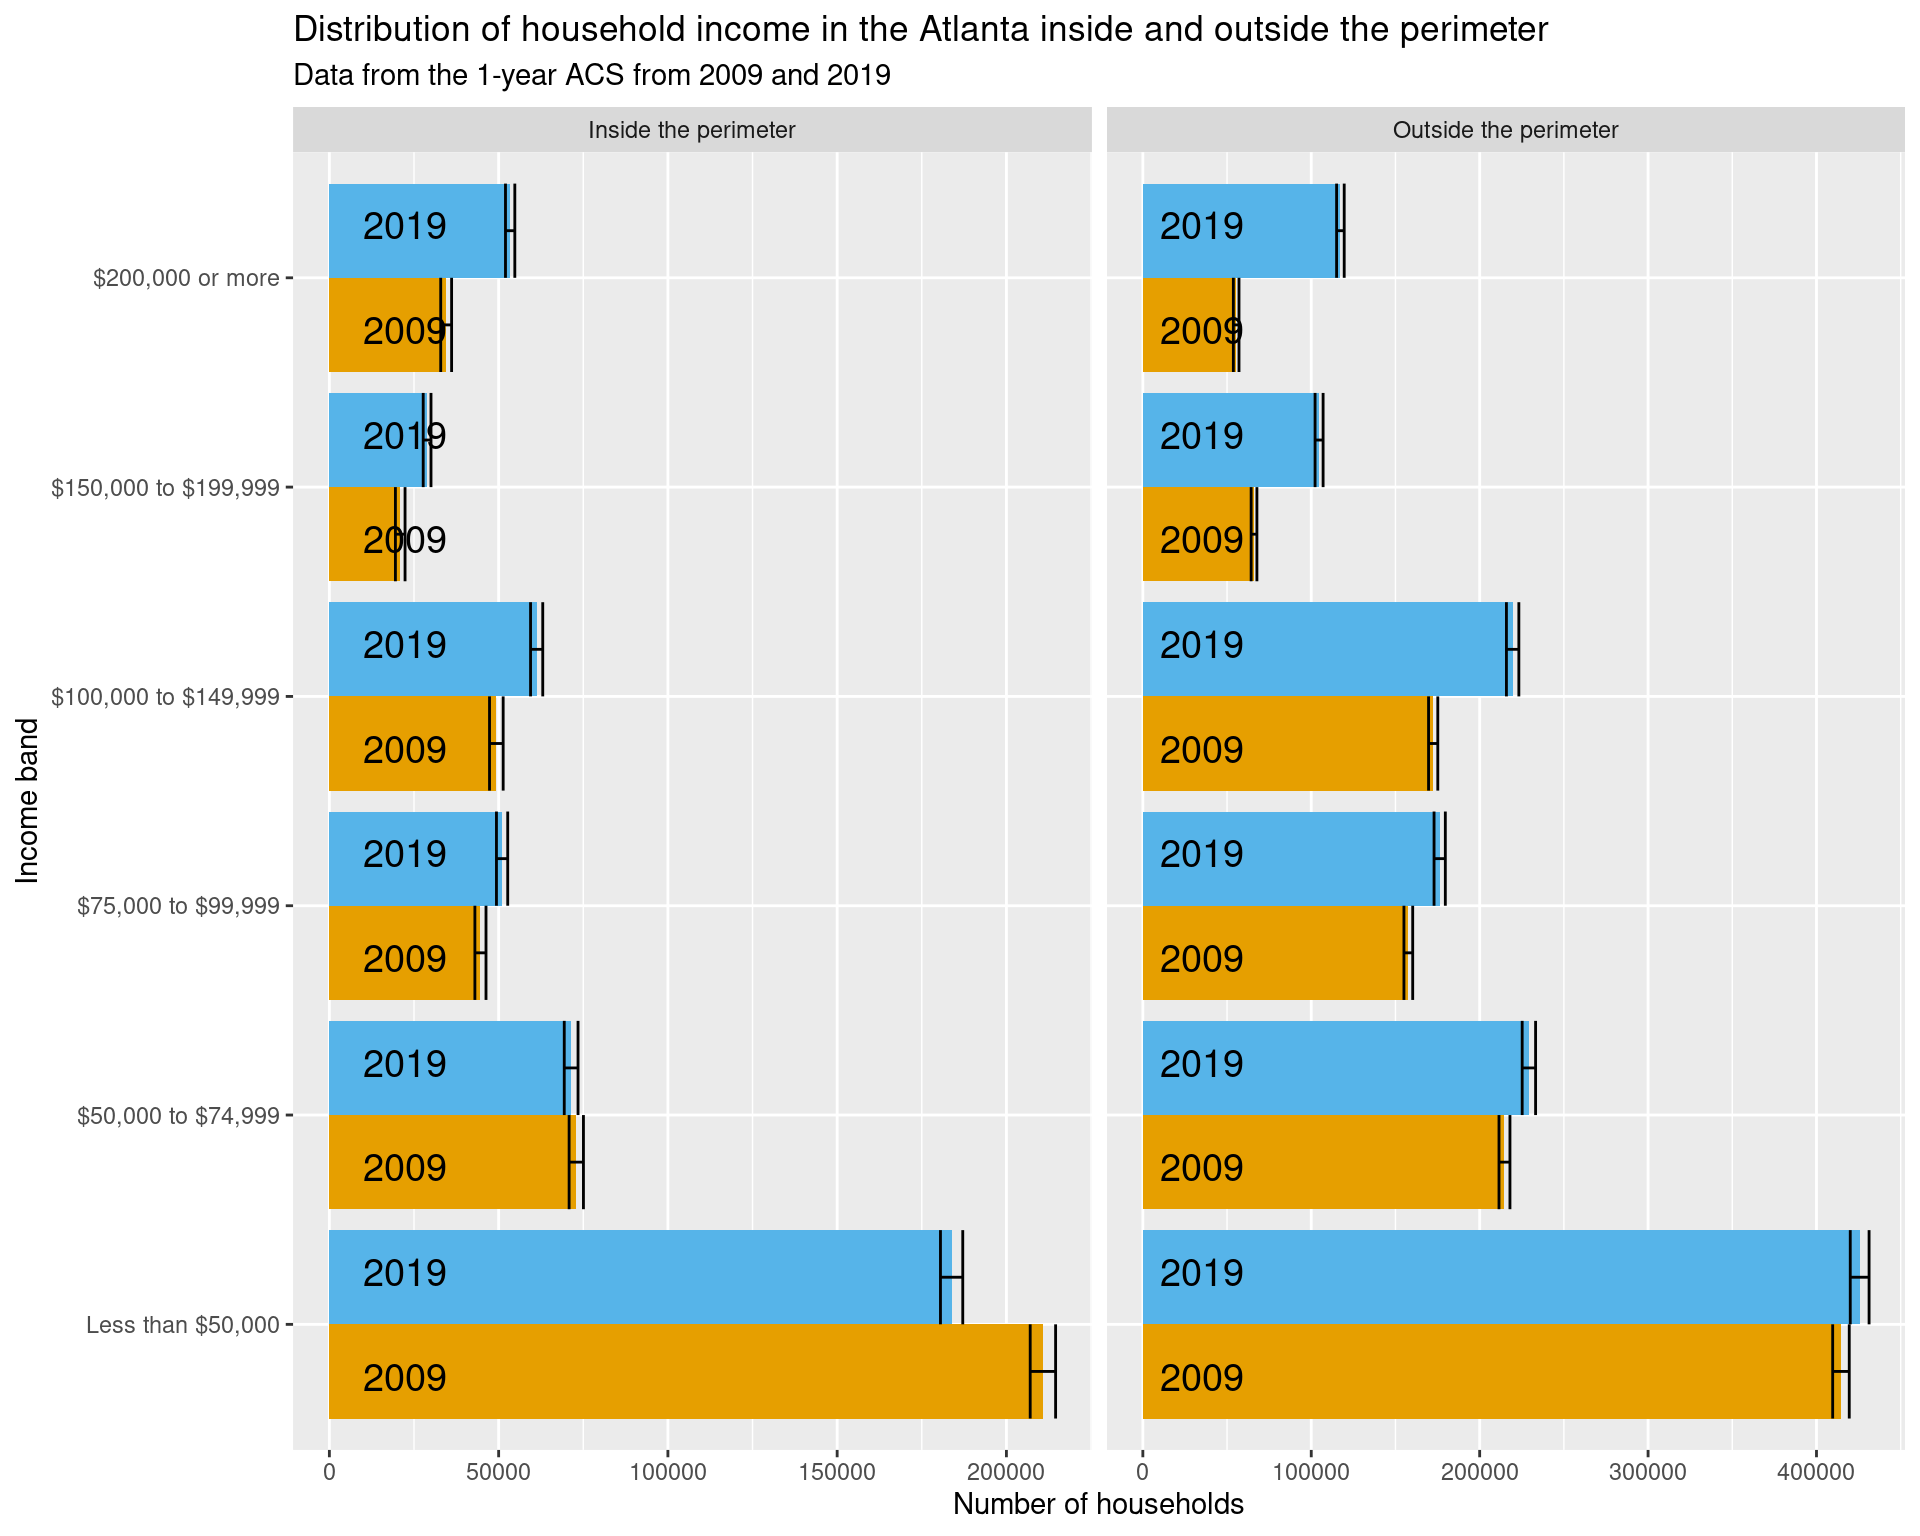 Distribution of household income in the Atlanta inside and outside the perimeter
Data from the 1-year ACS from 2009 and 2019
Inside the perimeter
Outside the perimeter
Income band
$200,000 or more
2019
2009
2019
2009
$150,000 to $199,999
2019
2009
2019
2009
$100,000 to $149,999
2019
2009
2019
2009
$75,000 to $99,999
2019
2009
2019
2009
$50,000 to $74,999
2019
2009
2019
2009
Less than $50,000
2019
2009
2019
2009
0 50000 100000 150000 200000
0 100000 200000 300000 400000
Number of households